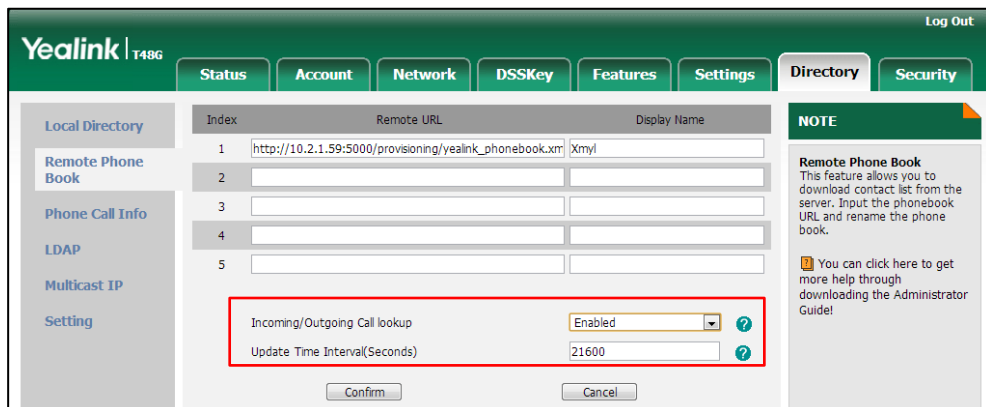 Log Out
Yealink T48G
Status Account Network DSSKey Features Settings Directory Security
Local Directory
Remote Phone Book
Phone Call Info
LDAP
Multicast IP
Setting
Index Remote URL Display Name
1 http://10.2.1.59:5000/provisioning/yealink_phonebook.xm Xmyl
2
3
4
5
Incoming/Outgoing Call lookup Enabled
Update Time Interval(Seconds) 21600
Confirm Cancel
NOTE
Remote Phone Book
This feature allows you to
download contact list from the
server. Input the phonebook
URL and rename the phone
book.
You can click here to get
more help through
downloading the Administrator
Guide!